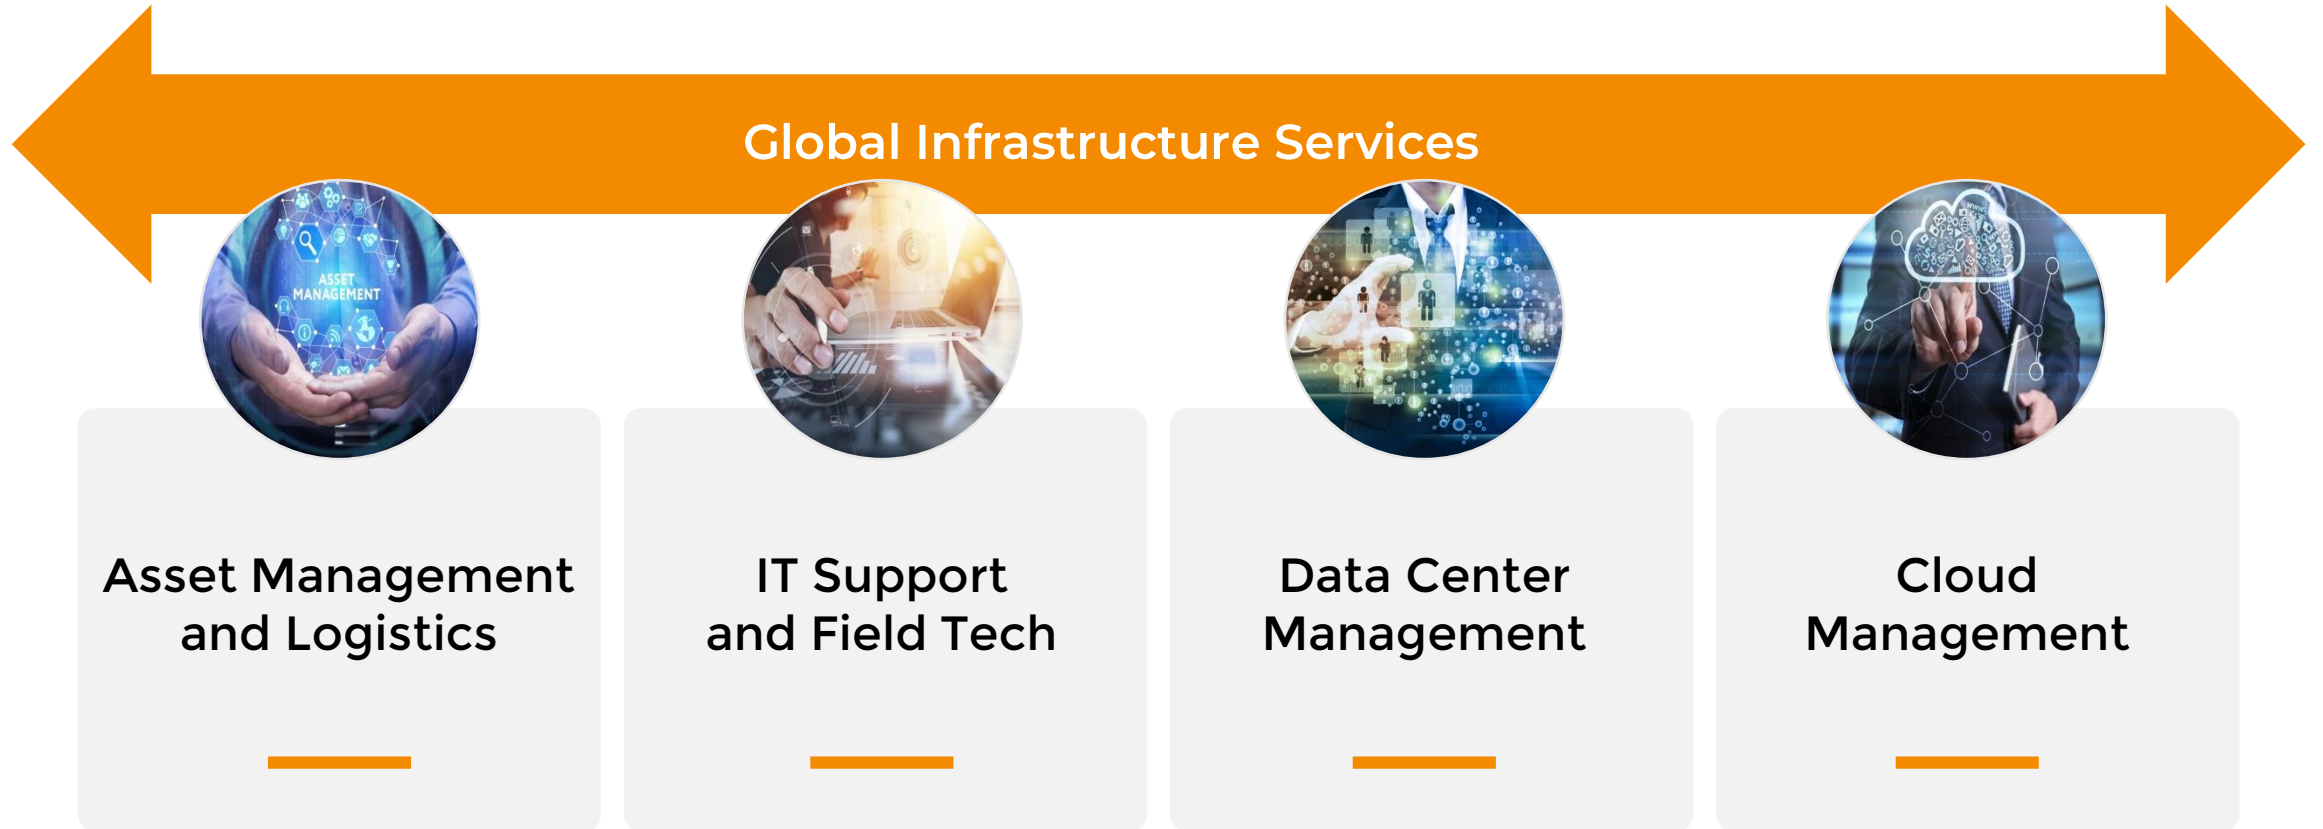 Global Infrastructure Services
ASSET
MANAGEMENT
Asset Management
and Logistics
IT Support
and Field Tech
Data Center
Management
Cloud
Management